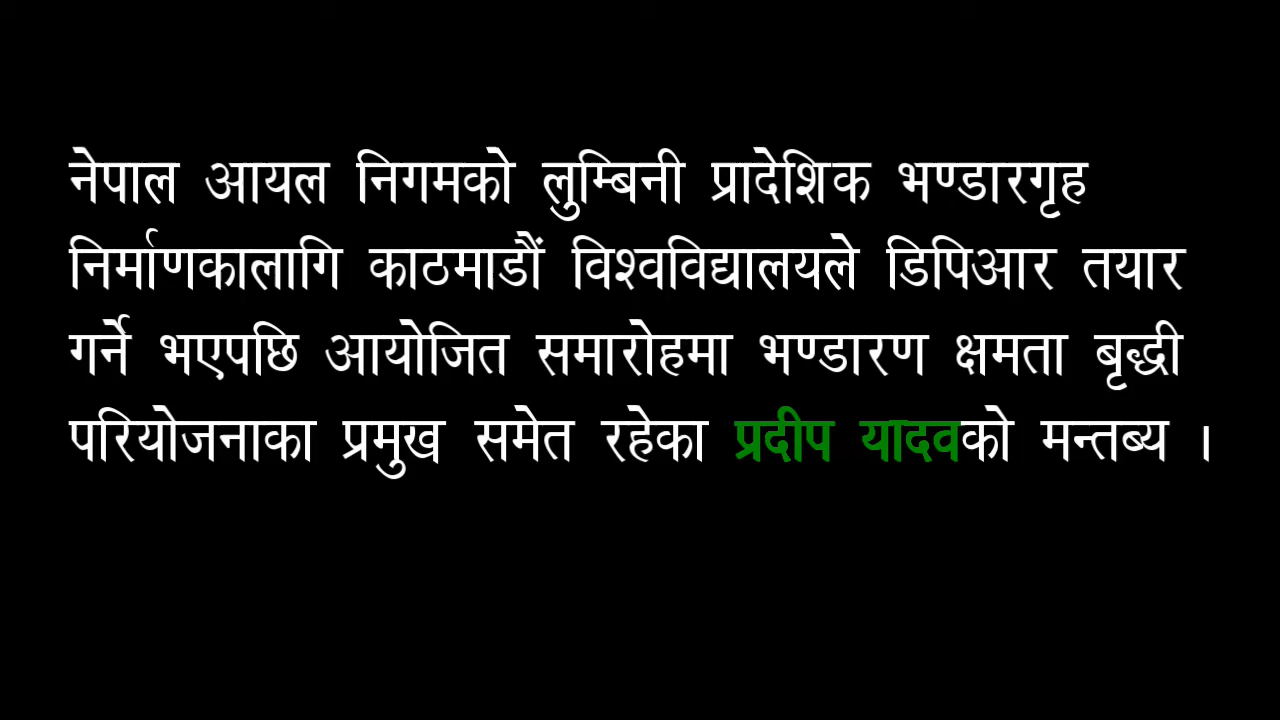 नेपाल आयल निगमको लुम्बिनी प्रादेशिक भण्डारगृह
निर्माणकालागि काठमाडौं विश्वविद्यालयले डिपिआर तयार
गर्ने भएपछि आयोजित समारोहमा भण्डारण क्षमता बृद्धी
परियोजनाका प्रमुख समेत रहेका प्रदीप यादवको मन्तब्य ।